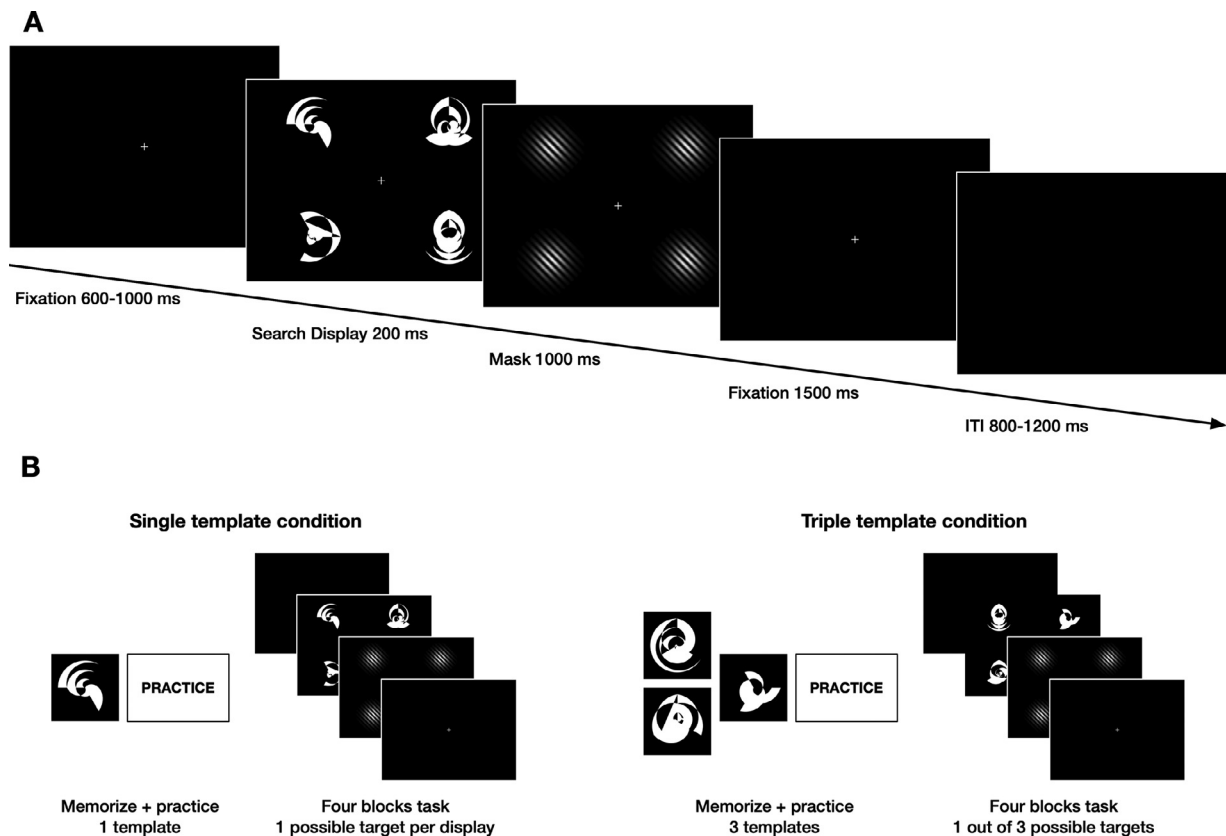 A
Fixation 600-1000 ms
Search Display 200 ms
Mask 1000 ms
Fixation 1500 ms
ITI 800-1200 ms
B
Single template condition
PRACTICE
Memorize + practice
1 template
Four blocks task
1 possible target per display
Triple template condition
PRACTICE
Memorize + practice
3 templates
Four blocks task
1 out of 3 possible targets